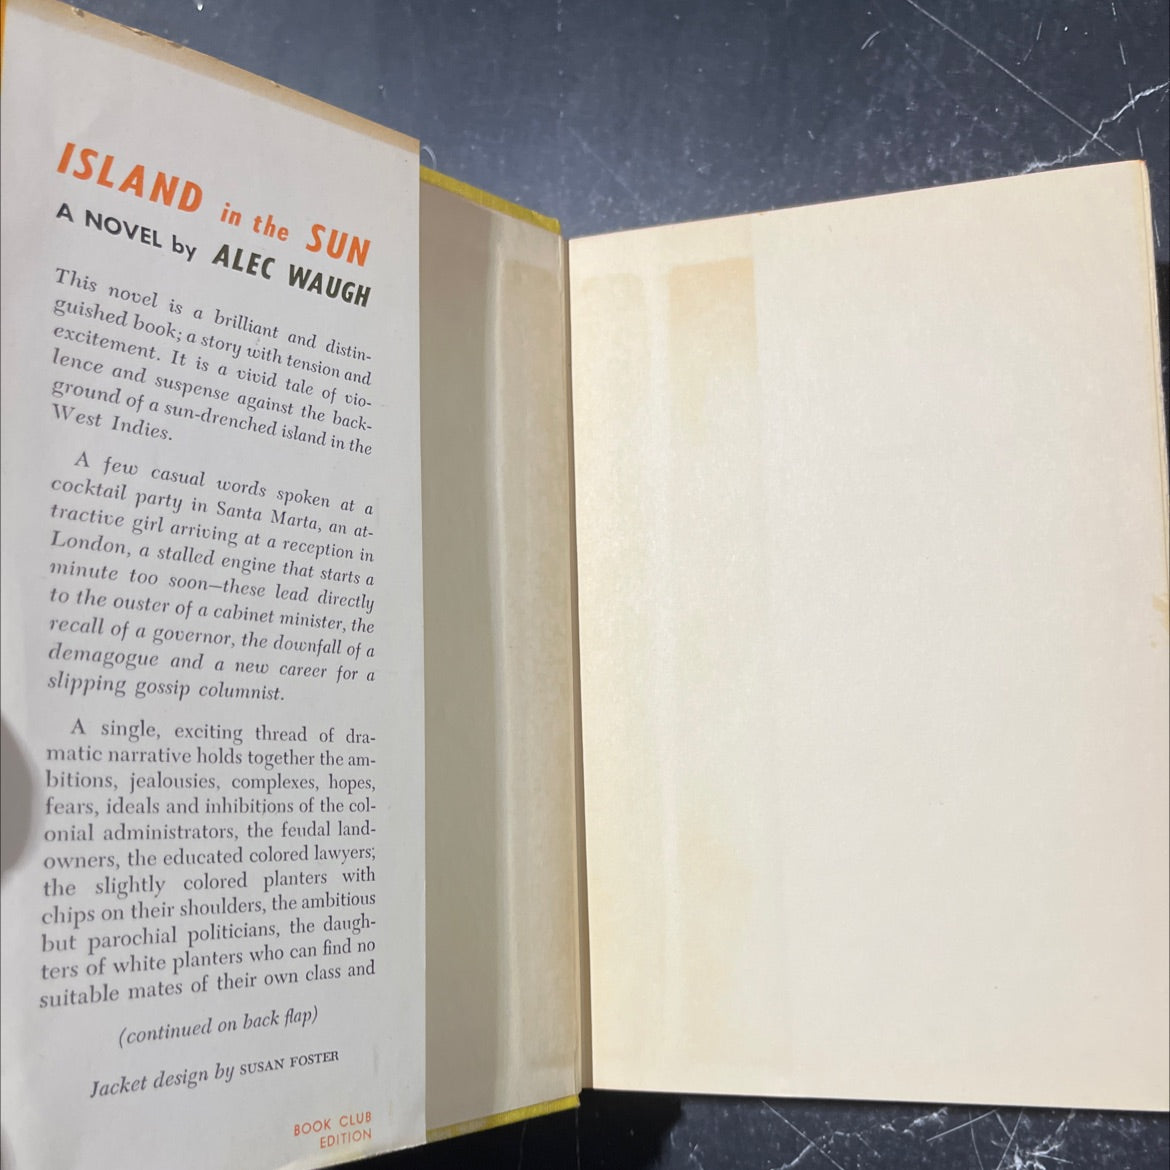 ISLAND in the SUN
A NOVEL by ALEC WAUGH
This novel is a brilliant and distin-
guished book; a story with tension and
excitement. It is a vivid tale of vio-
lence and suspense against the back-
ground of a sun-drenched island in the
West Indies.
A few casual words spoken at a
cocktail party in Santa Marta, an at-
tractive girl arriving at a reception in
London, a stalled engine that starts a
minute too soon—these lead directly
to the ouster of a cabinet minister, the
recall of a governor, the downfall of a
demagogue and a new career for a
slipping gossip columnist.
A single, exciting thread of dra-
matic narrative holds together the am-
bitions, jealousies, complexes, hopes,
fears, ideals and inhibitions of the col-
onial administrators, the feudal land-
owners, the educated colored lawyers;
the slightly colored planters with
chips on their shoulders, the ambitious
but parochial politicians, the daugh-
ters of white planters who can find no
suitable mates of their own class and
(continued on back flap)
Jacket design by SUSAN FOSTER
BOOK CLUB
EDITION